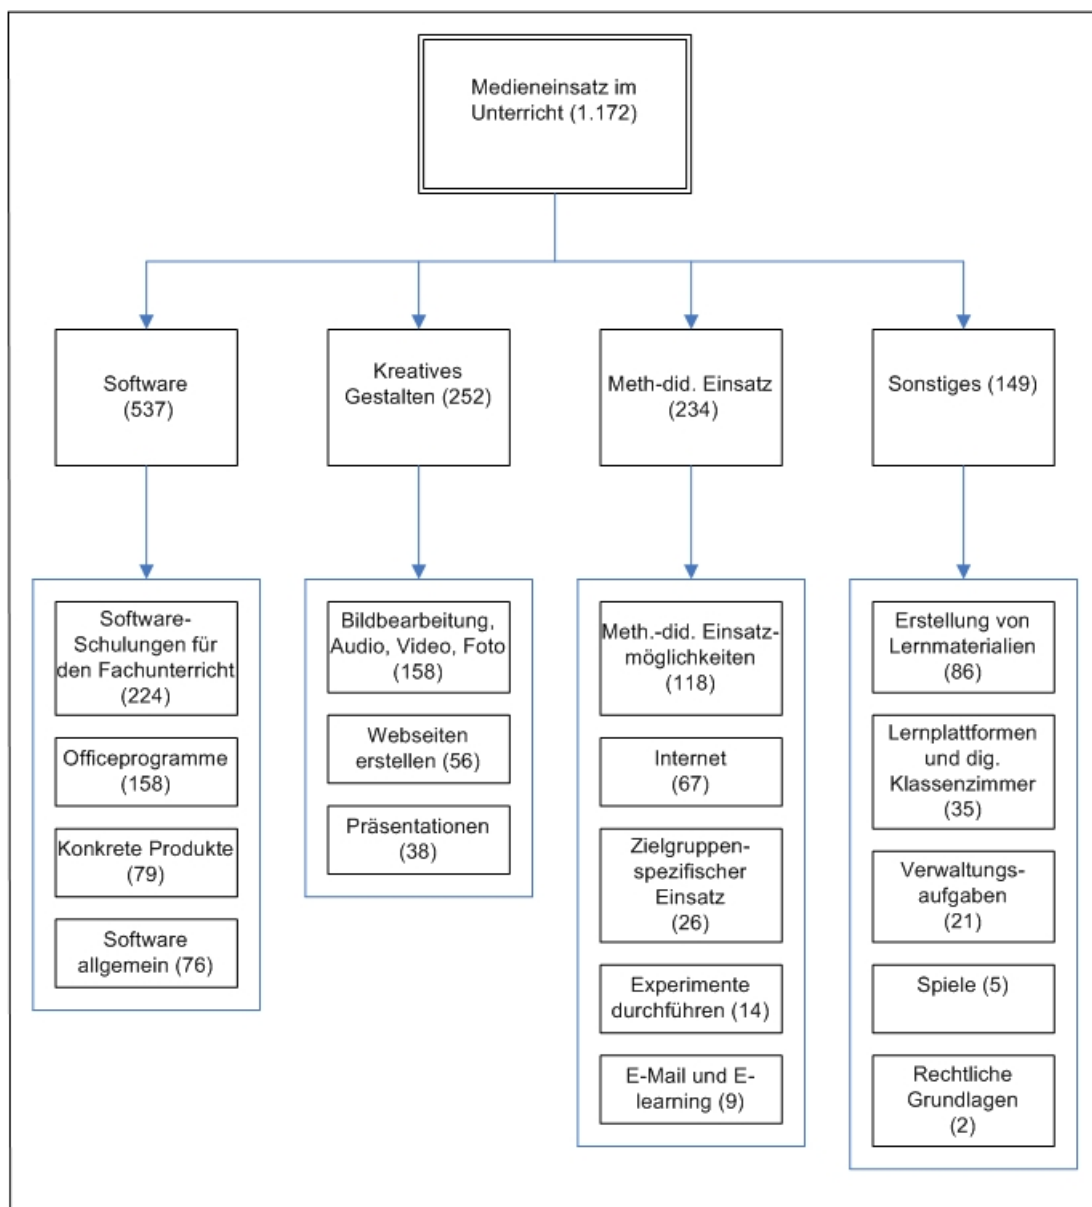 Medieneinsatz im
Unterricht (1.172)
Software
(537)
Kreatives
Gestalten (252)
Meth-did. Einsatz
(234)
Sonstiges (149)
Software-
Schulungen für
den Fachunterricht
(224)
Officeprogramme
(158)
Konkrete Produkte
(79)
Software
allgemein (76)
Bildbearbeitung,
Audio, Video, Foto
(158)
Webseiten
erstellen (56)
Präsentationen
(38)
Meth.-did. Einsatz-
möglichkeiten
(118)
Internet
(67)
Zielgruppen-
spezifischer
Einsatz
(26)
Experimente
durchführen (14)
E-Mail und E-
learning (9)
Erstellung von
Lernmaterialien
(86)
Lernplattformen
und dig.
Klassenzimmer
(35)
Verwaltungs-
aufgaben
(21)
Spiele (5)
Rechtliche
Grundlagen
(2)